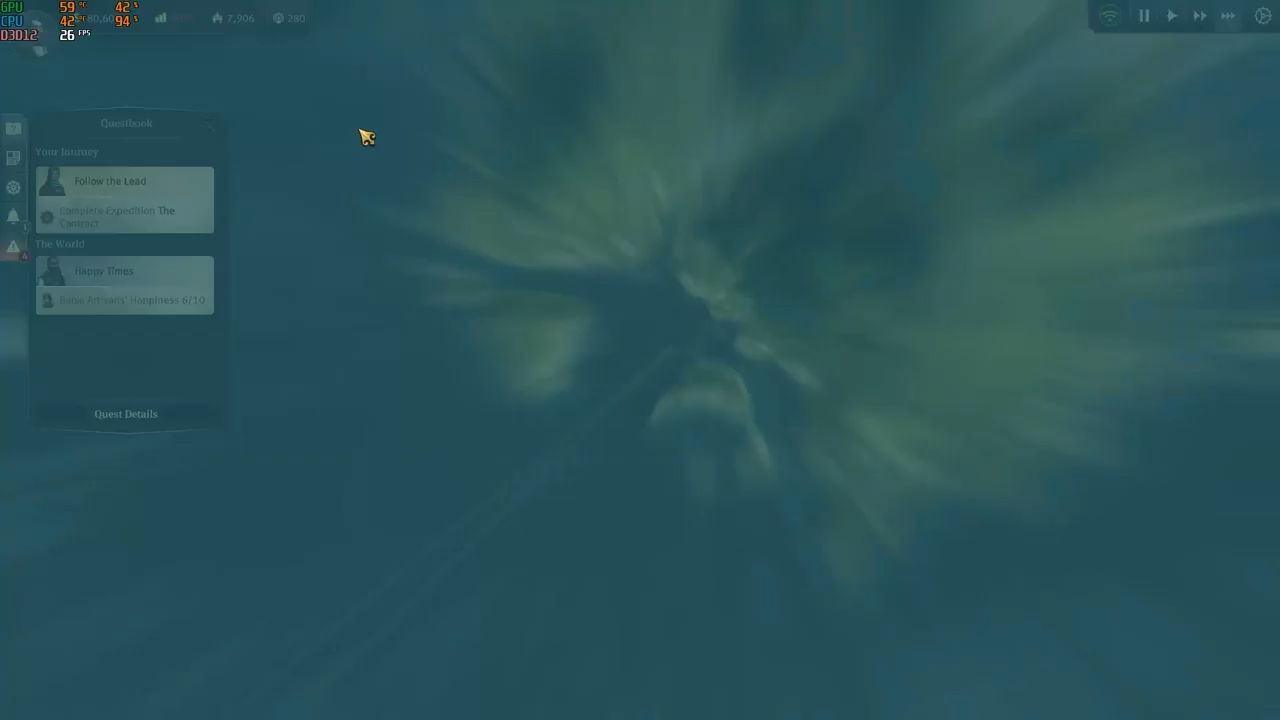 GPU 59 °C 42 %
CPU 42 °C 94 %
D3D12 26 FPS
7,906 280
Questbook
Your Journey
Follow the Lead
Complete Expedition The
Contract
The World
Happy Times
Raise Artisans' Happiness 6/10
Quest Details